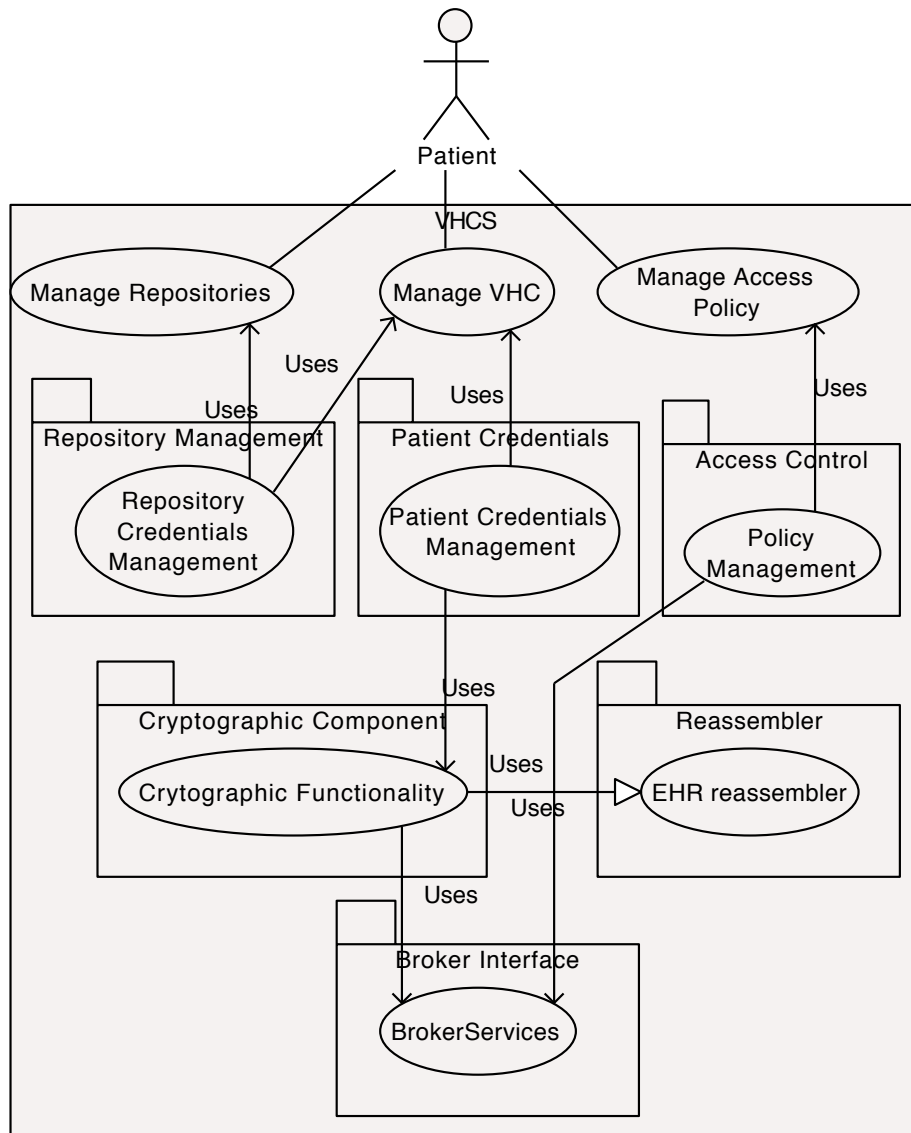 Patient
VHCS
Manage Repositories
Manage VHC
Manage Access
Policy
Uses
Uses
Uses
Uses
Repository Management
Patient Credentials
Access Control
Repository
Credentials
Management
Patient Credentials
Management
Policy
Management
Uses
Cryptographic Component
Reassembler
Uses
Crytographic Functionality
Uses
EHR reassembler
Uses
Broker Interface
BrokerServices